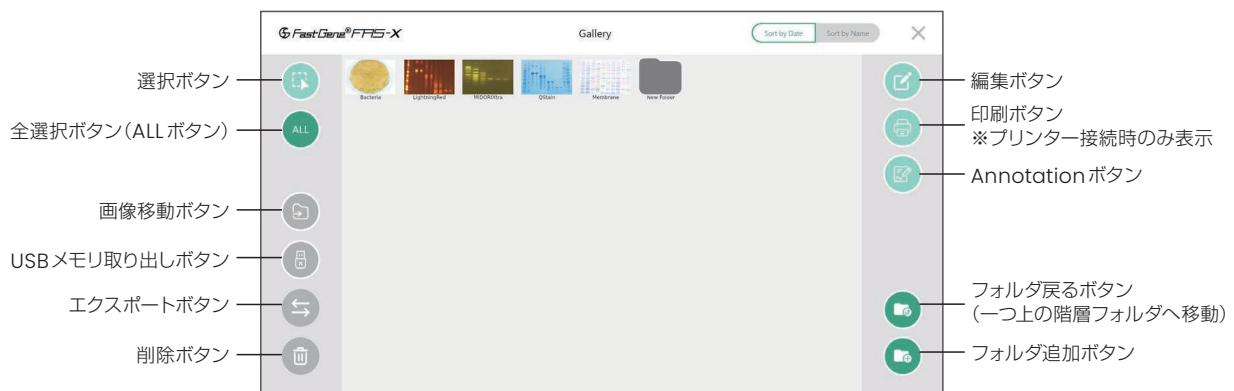 FastGene®FAS-X
Gallery
Sort by Date
Sort by Name
選択ボタン
全選択ボタン（ALLボタン）
ALL
画像移動ボタン
USBメモリ取り出しボタン
エクスポートボタン
削除ボタン
Bacteria
LightningRed
MIDORIXtra
QStain
Membrane
New Folder
編集ボタン
印刷ボタン
※プリンター接続時のみ表示
Annotationボタン
フォルダ戻るボタン
（一つ上の階層フォルダへ移動）
フォルダ追加ボタン